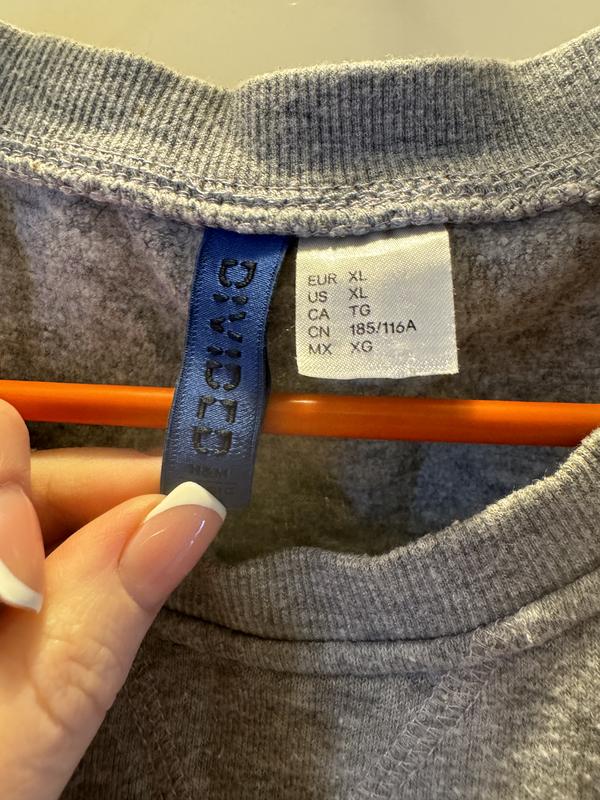 DIVIDED
H&M
EUR XL
US XL
CA TG
CN 185/116A
MX XG